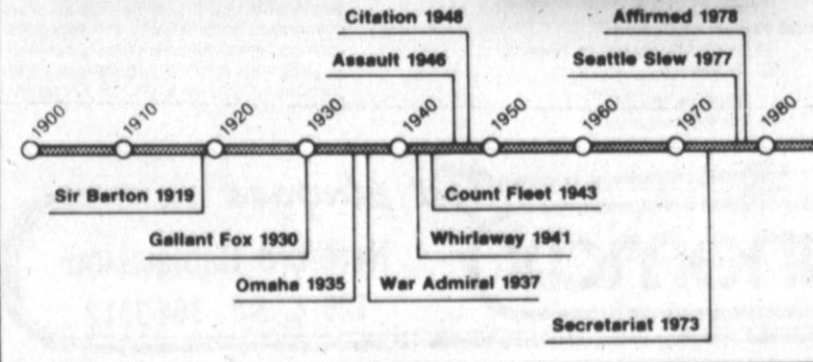 Citation 1948
Affirmed 1978
Assault 1946
Seattle Slew 1977
1900
1910
1920
1930
1940
1950
1960
1970
1980
Sir Barton 1919
Count Fleet 1943
Gallant Fox 1930
Whirlaway 1941
Omaha 1935
War Admiral 1937
Secretariat 1973